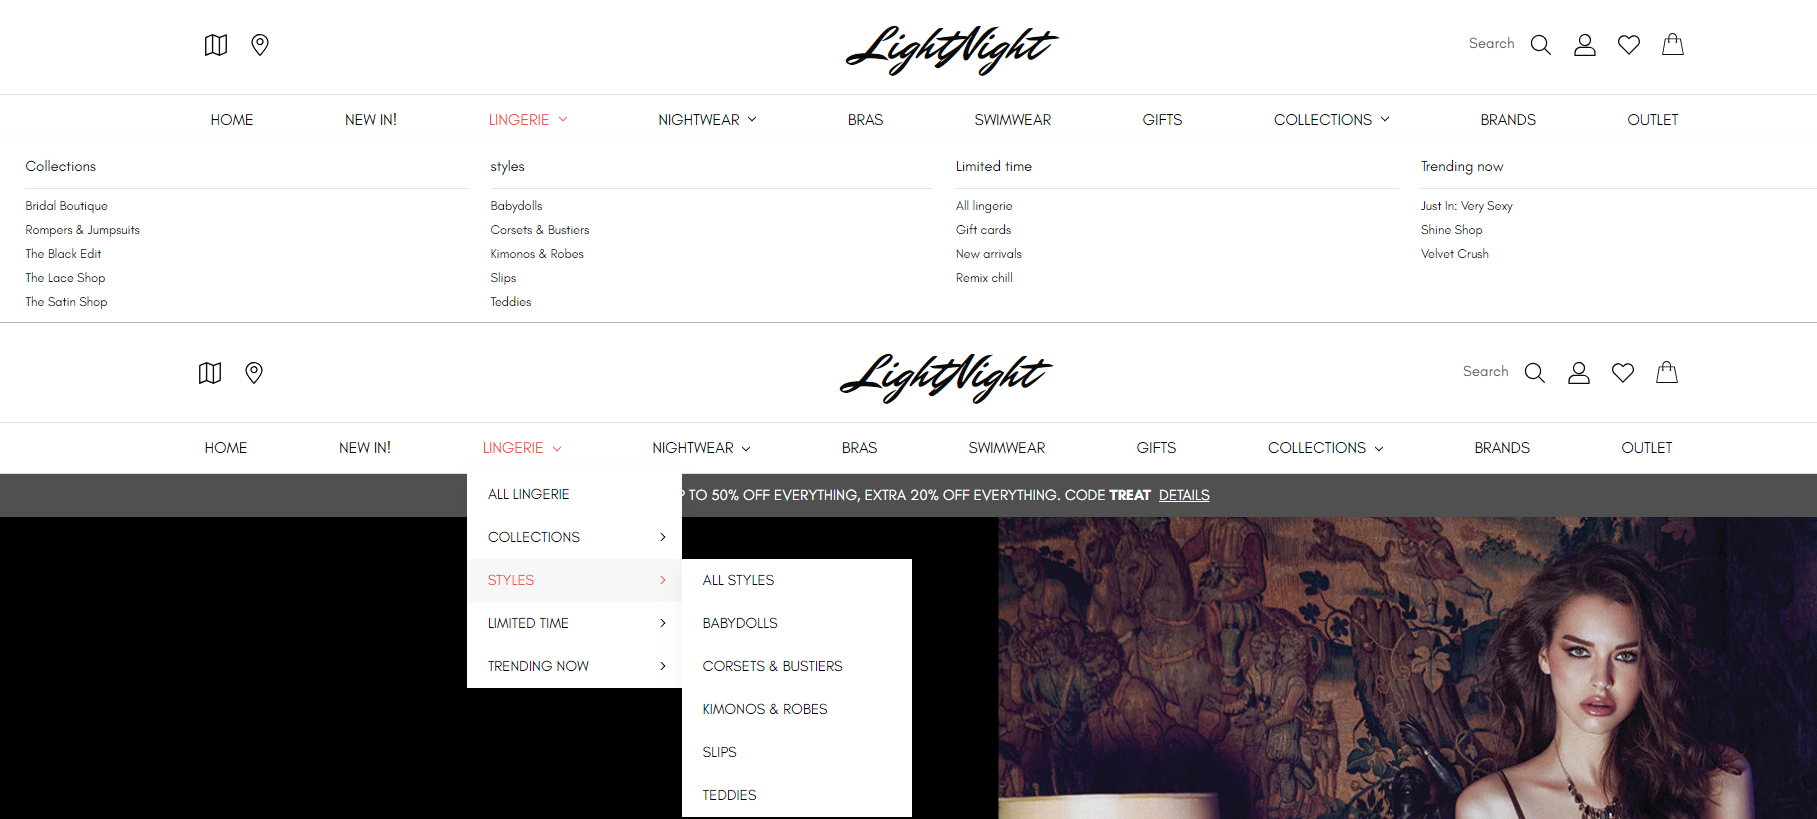 LightNight
Search
HOME NEW IN! LINGERIE NIGHTWEAR BRAS SWIMWEAR GIFTS COLLECTIONS BRANDS OUTLET
Collections
Bridal Boutique
Rompers & Jumpsuits
The Black Edit
The Lace Shop
The Satin Shop
styles
Babydolls
Corsets & Bustiers
Kimonos & Robes
Slips
Teddies
Limited time
All lingerie
Gift cards
New arrivals
Remix chill
Trending now
Just In: Very Sexy
Shine Shop
Velvet Crush
LightNight
Search
HOME NEW IN! LINGERIE NIGHTWEAR BRAS SWIMWEAR GIFTS COLLECTIONS BRANDS OUTLET
P TO 50% OFF EVERYTHING, EXTRA 20% OFF EVERYTHING. CODE TREAT DETAILS
ALL LINGERIE
COLLECTIONS
STYLES
LIMITED TIME
TRENDING NOW
ALL STYLES
BABYDOLLS
CORSETS & BUSTIERS
KIMONOS & ROBES
SLIPS
TEDDIES